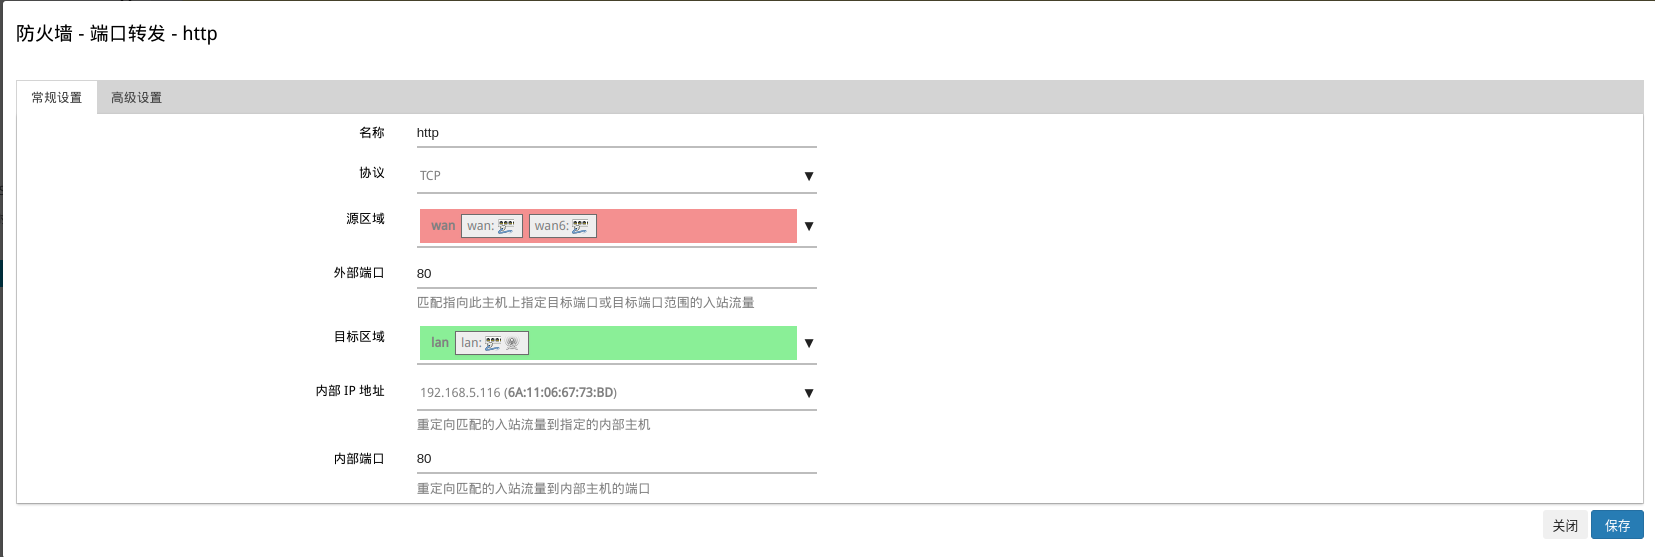 防火墙 - 端口转发 - http
常规设置 高级设置
名称 http
协议 TCP
源区域 wan wan: wan6:
外部端口 80
匹配指向此主机上指定目标端口或目标端口范围的入站流量
目标区域 lan lan:
内部 IP 地址 192.168.5.116 (6A:11:06:67:73:BD)
重定向匹配的入站流量到指定的内部主机
内部端口 80
重定向匹配的入站流量到内部主机的端口
关闭 保存